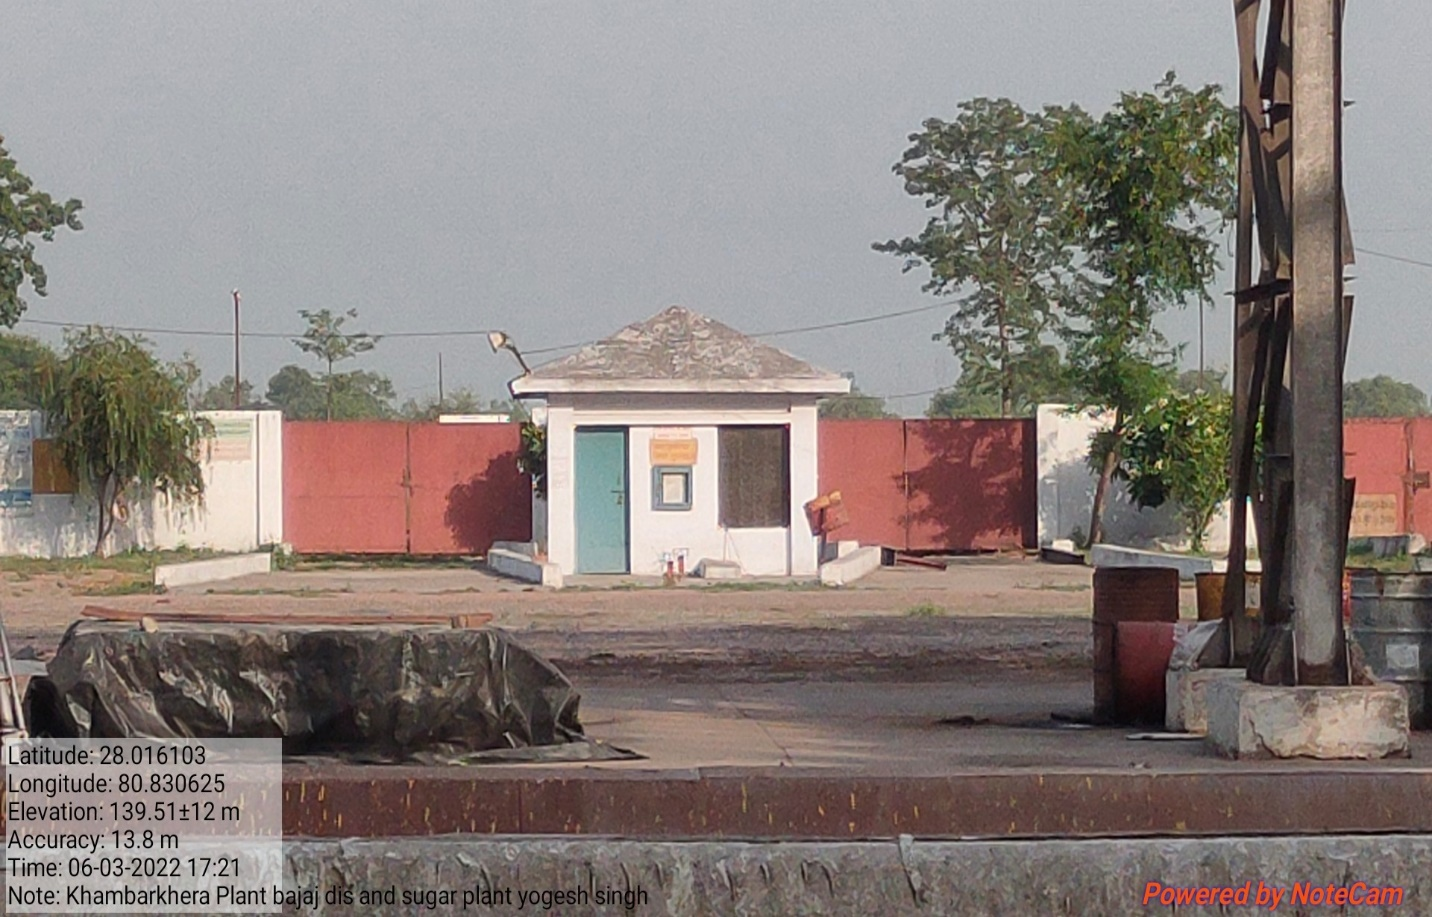 Latitude: 28.016103
Longitude: 80.830625
Elevation: 139.51±12 m
Accuracy: 13.8 m
Time: 06-03-2022 17:21
Note: Khambarkhera Plant bajaj dis and sugar plant yogesh singh
Powered by NoteCam